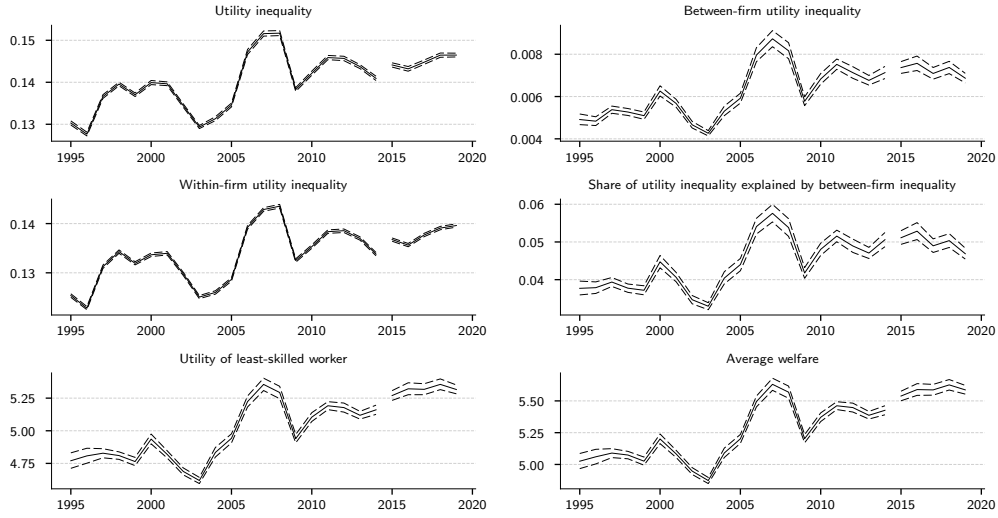 Utility inequality
0.15
0.14
0.13
1995 2000 2005 2010 2015 2020
Between-firm utility inequality
0.008
0.006
0.004
1995 2000 2005 2010 2015 2020
Within-firm utility inequality
0.14
0.13
1995 2000 2005 2010 2015 2020
Share of utility inequality explained by between-firm inequality
0.06
0.05
0.04
1995 2000 2005 2010 2015 2020
Utility of least-skilled worker
5.25
5.00
4.75
1995 2000 2005 2010 2015 2020
Average welfare
5.50
5.25
5.00
1995 2000 2005 2010 2015 2020